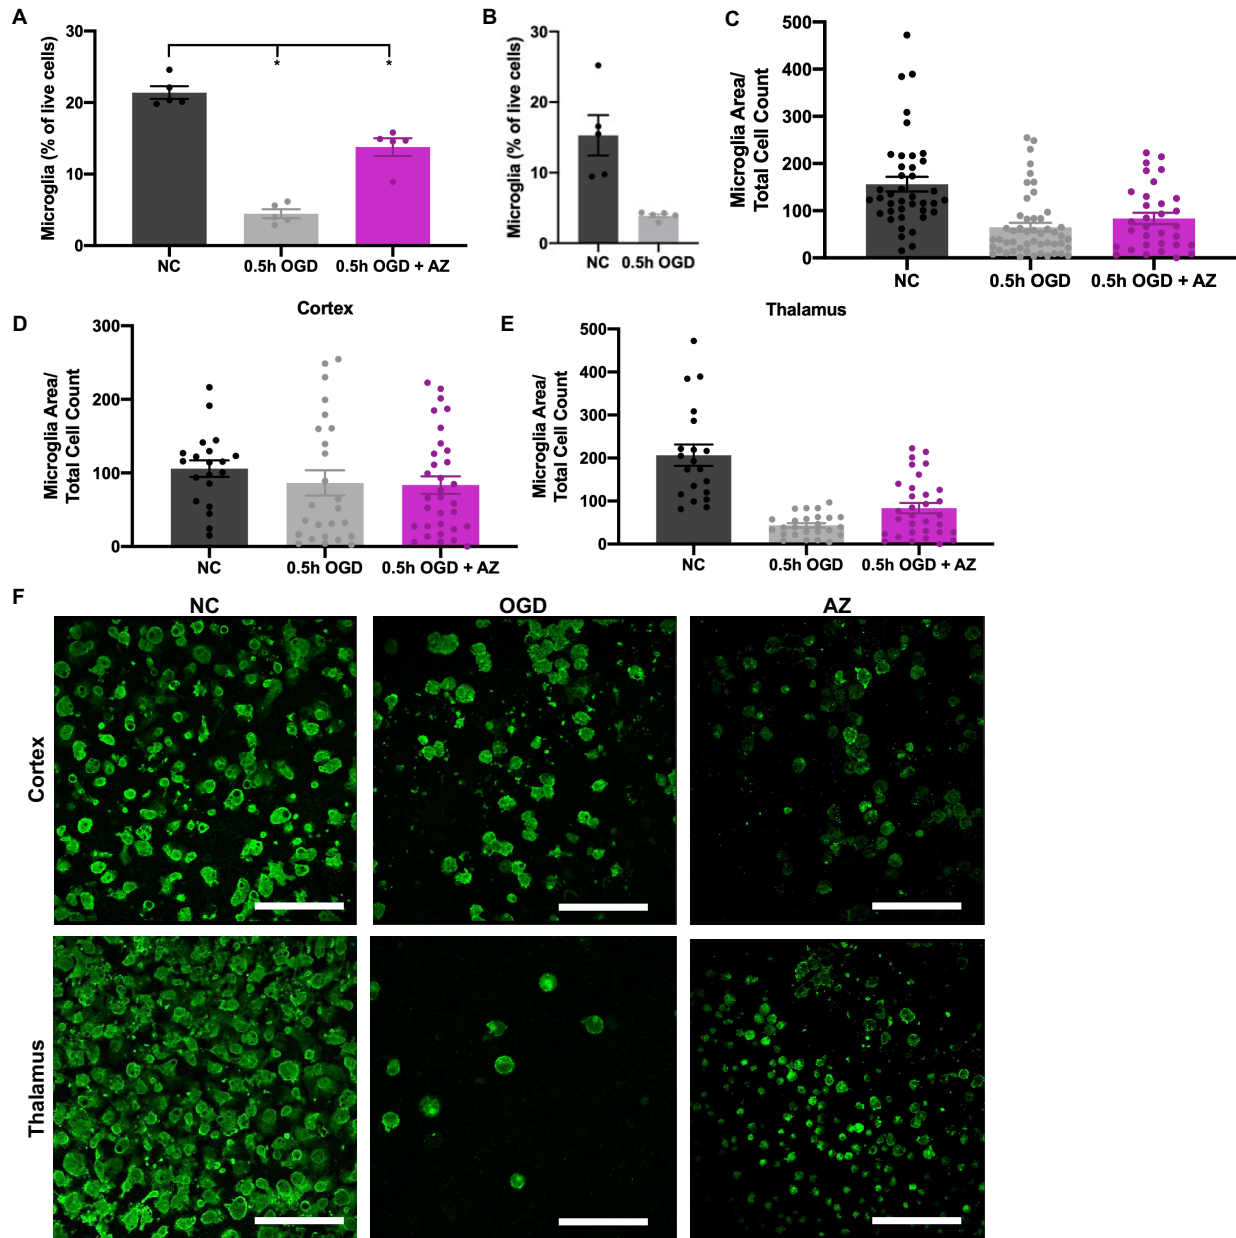 A
Microglia (% of live cells)
30
20
10
0
*
*
NC
0.5h OGD
0.5h OGD + AZ
B
Microglia (% of live cells)
30
20
10
0
NC
0.5h OGD
C
Microglia Area/
Total Cell Count
500
400
300
200
100
0
NC
0.5h OGD
0.5h OGD + AZ
D
Cortex
Microglia Area/
Total Cell Count
300
200
100
0
NC
0.5h OGD
0.5h OGD + AZ
E
Thalamus
Microglia Area/
Total Cell Count
500
400
300
200
100
0
NC
0.5h OGD
0.5h OGD + AZ
F
NC
OGD
AZ
Cortex
Thalamus